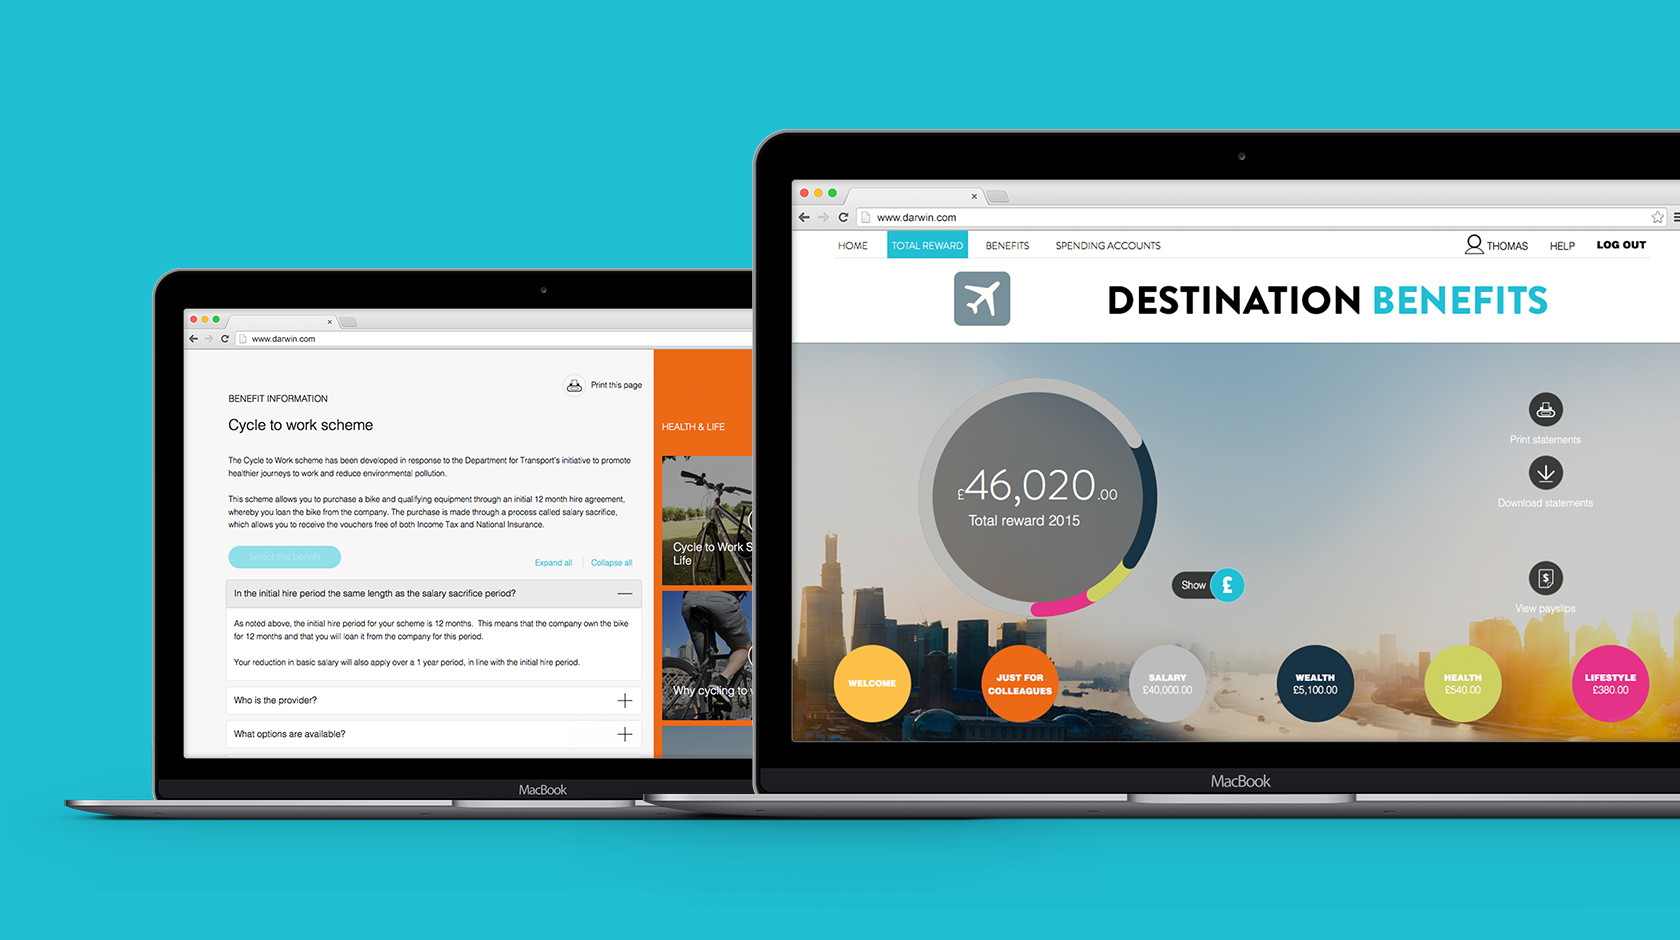 www.darwin.com
Print this page
BENEFIT INFORMATION
Cycle to work scheme
The Cycle to Work scheme has been developed in response to the Department for Transport's initiative to promote
healthier journeys to work and reduce environmental pollution.
This scheme allows you to purchase a bike and qualifying equipment through an initial 12 month hire agreement,
whereby you loan the bike from the company. The purchase is made through a process called salary sacrifice,
which allows you to receive the vouchers free of both Income Tax and National Insurance.
Select this benefit
Expand all
Collapse all
In the initial hire period the same length as the salary sacrifice period?
As noted above, the initial hire period for your scheme is 12 months. This means that the company own the bike
for 12 months and that you will loan it from the company for this period.
Your reduction in basic salary will also apply over a 1 year period, in line with the initial hire period.
Who is the provider?
What options are available?
HEALTH & LIFE
Cycle to Work S
Life
Why cycling to
MacBook
www.darwin.com
HOME
TOTAL REWARD
BENEFITS
SPENDING ACCOUNTS
THOMAS
HELP
LOG OUT
DESTINATION BENEFITS
£46,020.00
Total reward 2015
Show £
Print statements
Download statements
$
View payslips
WELCOME
JUST FOR
COLLEAGUES
SALARY
£40,000.00
WEALTH
£5,100.00
HEALTH
£540.00
LIFESTYLE
£380.00
MacBook